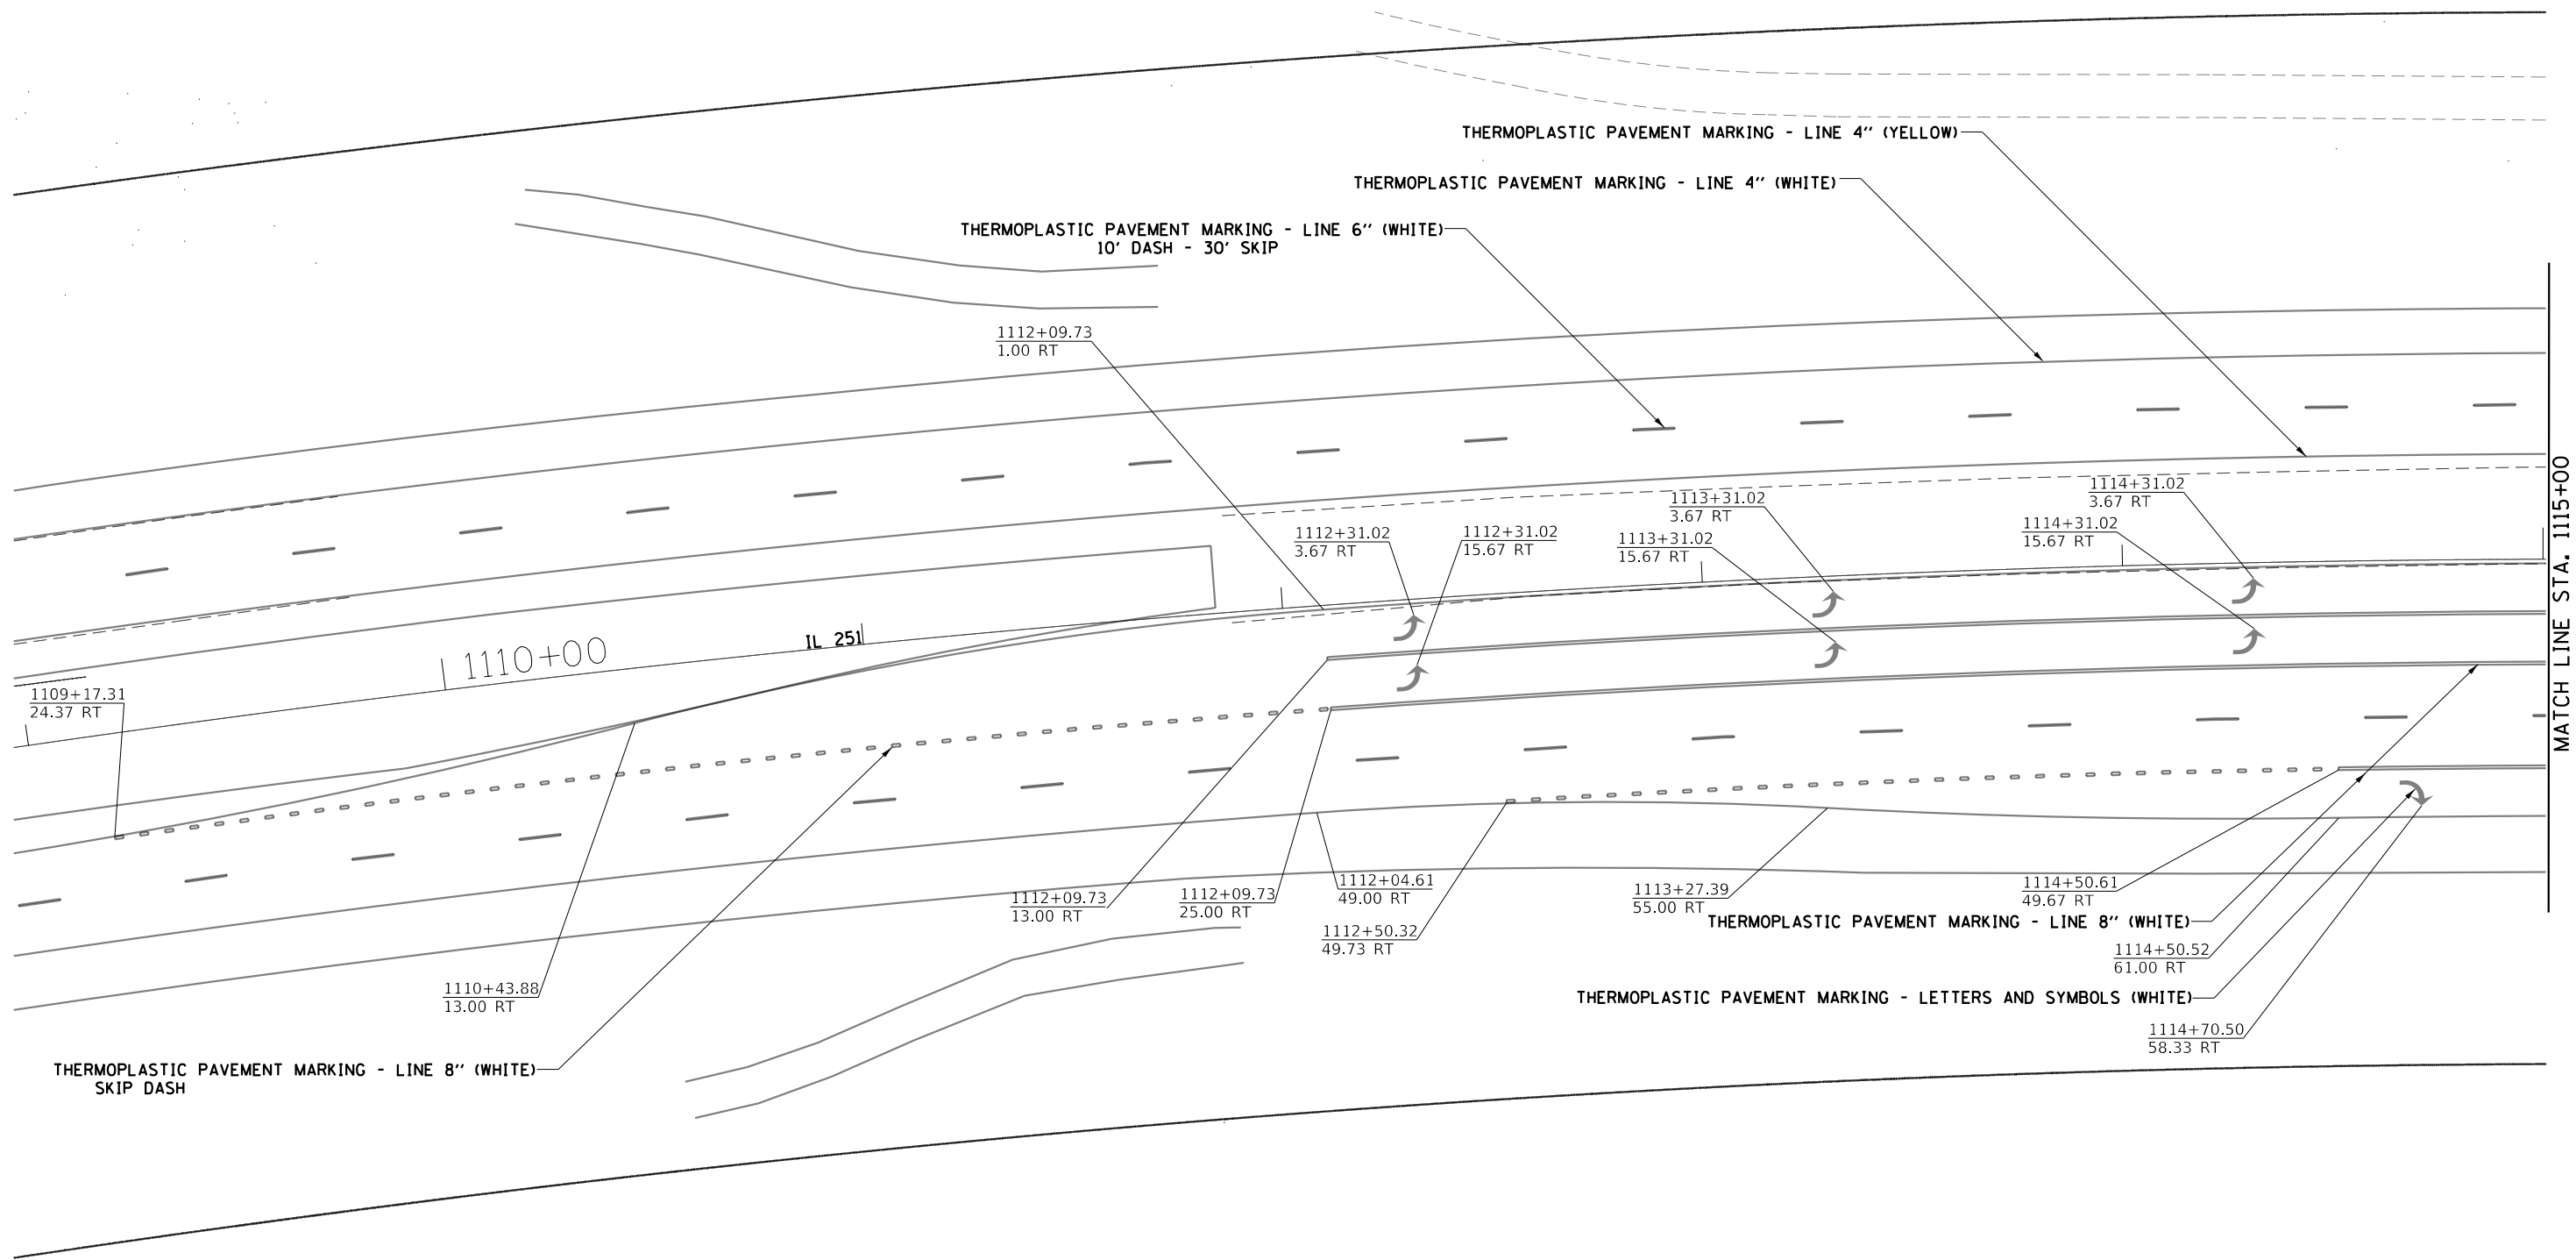 THERMOPLASTIC PAVEMENT MARKING - LINE 4'' (YELLOW)
THERMOPLASTIC PAVEMENT MARKING - LINE 4'' (WHITE)
THERMOPLASTIC PAVEMENT MARKING - LINE 6'' (WHITE)
10' DASH - 30' SKIP
1112+09.73
1.00 RT
1114+31.02
3.67 RT
1113+31.02
3.67 RT
1114+31.02
15.67 RT
1112+31.02
3.67 RT
1112+31.02
15.67 RT
1113+31.02
15.67 RT
MATCH LINE STA. 1115+00
IL 251
1110+00
1109+17.31
24.37 RT
1112+09.73
13.00 RT
1112+09.73
25.00 RT
1112+04.61
49.00 RT
1113+27.39
55.00 RT
1114+50.61
49.67 RT
THERMOPLASTIC PAVEMENT MARKING - LINE 8'' (WHITE)
1112+50.32
49.73 RT
1114+50.52
61.00 RT
1110+43.88
13.00 RT
THERMOPLASTIC PAVEMENT MARKING - LETTERS AND SYMBOLS (WHITE)
1114+70.50
58.33 RT
THERMOPLASTIC PAVEMENT MARKING - LINE 8'' (WHITE)
SKIP DASH